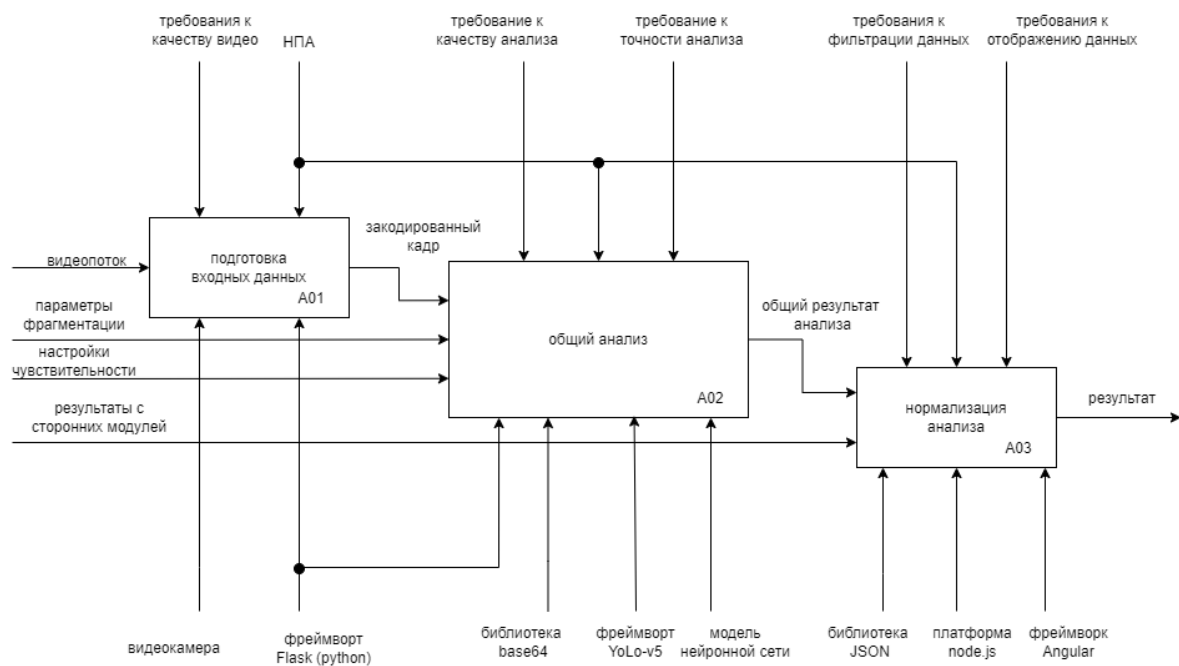 требования к
качеству видео
НПА
требование к
качеству анализа
требование к
точности анализа
требования к
фильтрации данных
требования к
отображению данных
видеопоток
подготовка
входных данных
A01
закодированный
кадр
параметры
фрагментации
настройки
чувствительности
общий анализ
A02
общий результат
анализа
результаты с
сторонних модулей
нормализация
анализа
A03
результат
видеокамера
фреймворт
Flask (python)
библиотека
base64
фреймворт
YoLo-v5
модель
нейронной сети
библиотека
JSON
платформа
node.js
фреймворк
Angular